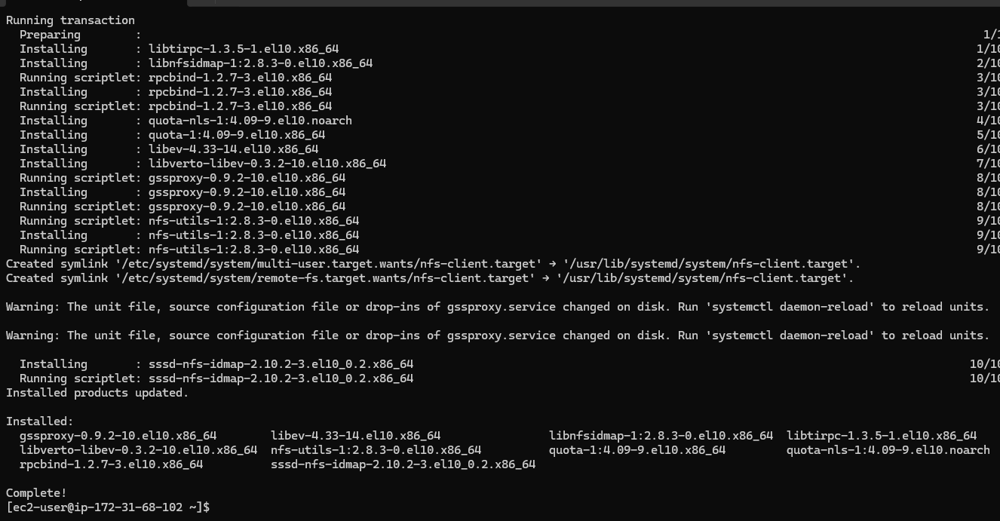 Running transaction
  Preparing        :                                                                 1/1
  Installing       : libtirpc-1.3.5-1.el10.x86_64                                    1/10
  Installing       : libnfsidmap-1:2.8.3-0.el10.x86_64                               2/10
  Running scriptlet: rpcbind-1.2.7-3.el10.x86_64                                     3/10
  Installing       : rpcbind-1.2.7-3.el10.x86_64                                     3/10
  Running scriptlet: rpcbind-1.2.7-3.el10.x86_64                                     3/10
  Installing       : quota-nls-1:4.09-9.el10.noarch                                  4/10
  Installing       : quota-1:4.09-9.el10.x86_64                                      5/10
  Installing       : libev-4.33-14.el10.x86_64                                       6/10
  Installing       : libverto-libev-0.3.2-10.el10.x86_64                             7/10
  Running scriptlet: gssproxy-0.9.2-10.el10.x86_64                                   8/10
  Installing       : gssproxy-0.9.2-10.el10.x86_64                                   8/10
  Running scriptlet: gssproxy-0.9.2-10.el10.x86_64                                   8/10
  Running scriptlet: nfs-utils-1:2.8.3-0.el10.x86_64                                 9/10
  Installing       : nfs-utils-1:2.8.3-0.el10.x86_64                                 9/10
  Running scriptlet: nfs-utils-1:2.8.3-0.el10.x86_64                                 9/10
Created symlink '/etc/systemd/system/multi-user.target.wants/nfs-client.target' → '/usr/lib/systemd/system/nfs-client.target'.
Created symlink '/etc/systemd/system/remote-fs.target.wants/nfs-client.target' → '/usr/lib/systemd/system/nfs-client.target'.

Warning: The unit file, source configuration file or drop-ins of gssproxy.service changed on disk. Run 'systemctl daemon-reload' to reload units.

Warning: The unit file, source configuration file or drop-ins of gssproxy.service changed on disk. Run 'systemctl daemon-reload' to reload units.

  Installing       : sssd-nfs-idmap-2.10.2-3.el10_0.2.x86_64                         10/10
  Running scriptlet: sssd-nfs-idmap-2.10.2-3.el10_0.2.x86_64                         10/10
Installed products updated.

Installed:
  gssproxy-0.9.2-10.el10.x86_64        libev-4.33-14.el10.x86_64                libnfsidmap-1:2.8.3-0.el10.x86_64  libtirpc-1.3.5-1.el10.x86_64
  libverto-libev-0.3.2-10.el10.x86_64  nfs-utils-1:2.8.3-0.el10.x86_64          quota-1:4.09-9.el10.x86_64         quota-nls-1:4.09-9.el10.noarch
  rpcbind-1.2.7-3.el10.x86_64          sssd-nfs-idmap-2.10.2-3.el10_0.2.x86_64

Complete!
[ec2-user@ip-172-31-68-102 ~]$